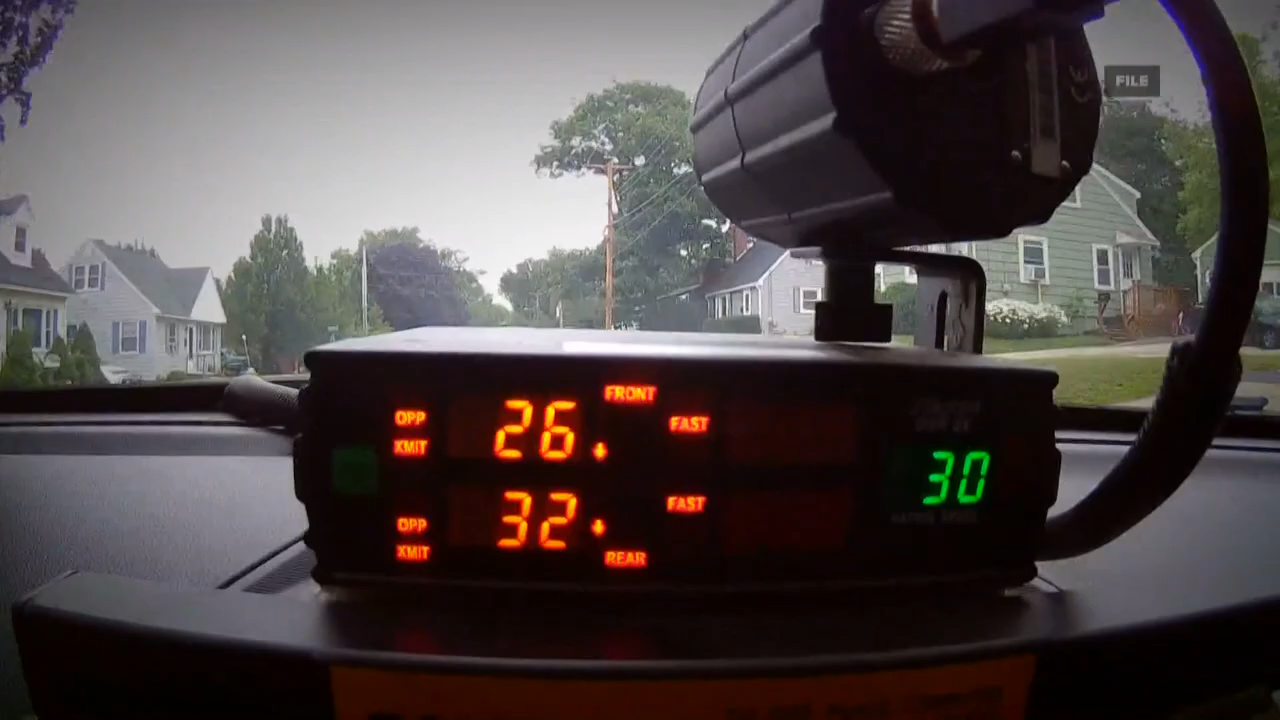 FILE
FRONT
OPP 26 FAST
XMIT
30
OPP 32 FAST
XMIT REAR